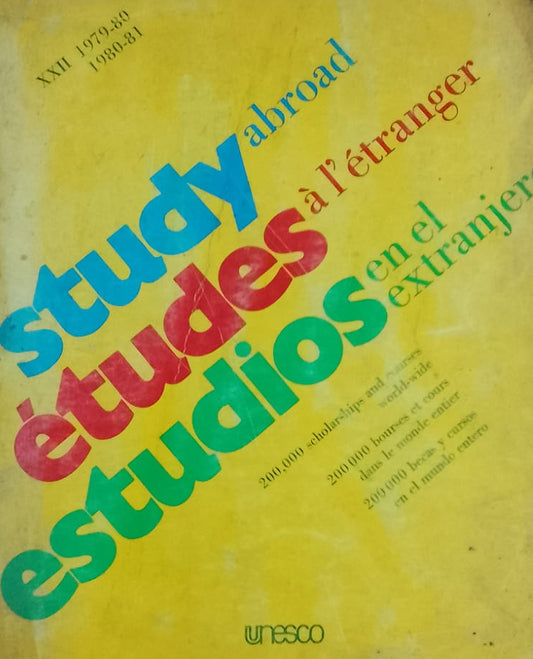 XXII 1979-80
1980-81
study abroad
études à l'étranger
estudios en el
extranjer
200,000 scholarships and courses
world-wide
200 000 bourses et cours
dans le monde entier
200 000 becas y cursos
en el mundo entero
unesco